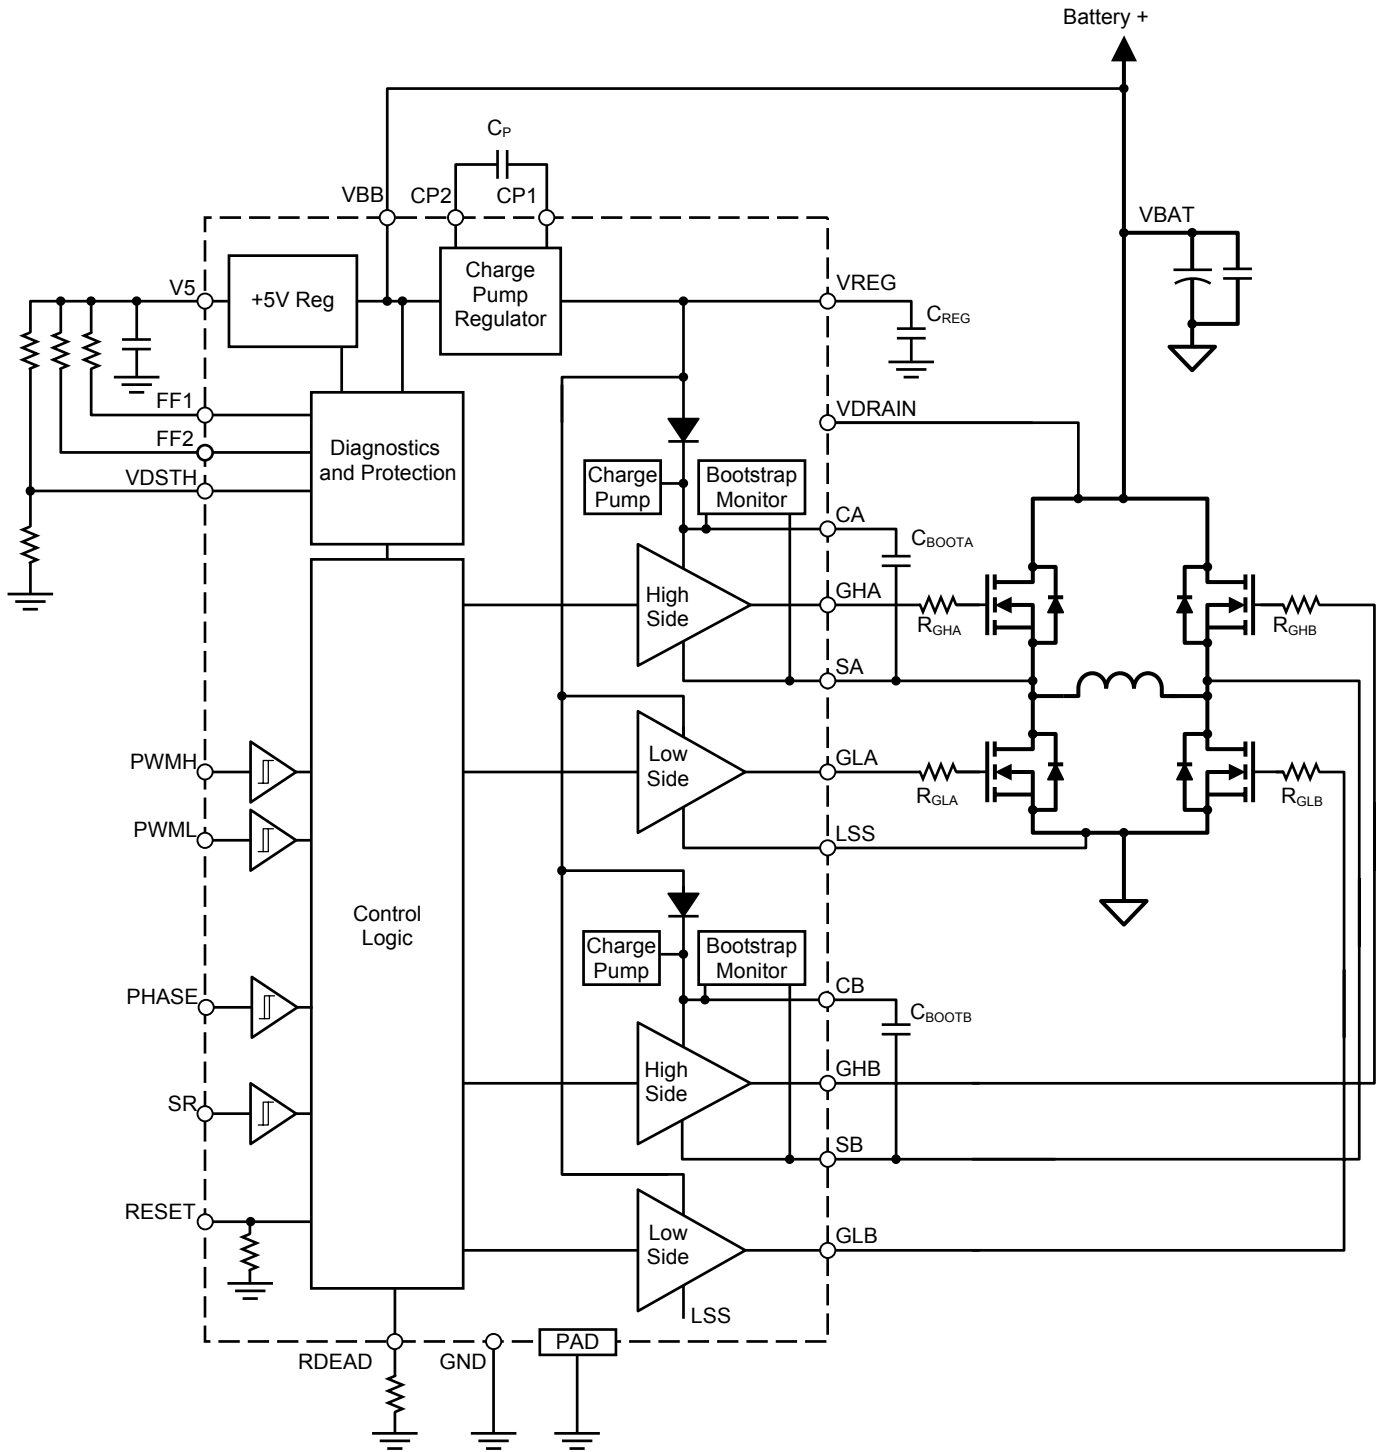 Battery +
CP
VBB
CP2
CP1
VBAT
V5
+5V Reg
Charge
Pump
Regulator
VREG
CREG
FF1
FF2
VDSTH
Diagnostics
and Protection
VDRAIN
Charge
Pump
Bootstrap
Monitor
CA
CBOOTA
High
Side
GHA
RGHA
RGHB
SA
PWMH
Low
Side
GLA
RGLA
RGLB
PWML
LSS
Control
Logic
Charge
Pump
Bootstrap
Monitor
PHASE
CB
CBOOTB
High
Side
GHB
SR
SB
RESET
Low
Side
GLB
LSS
RDEAD
GND
PAD